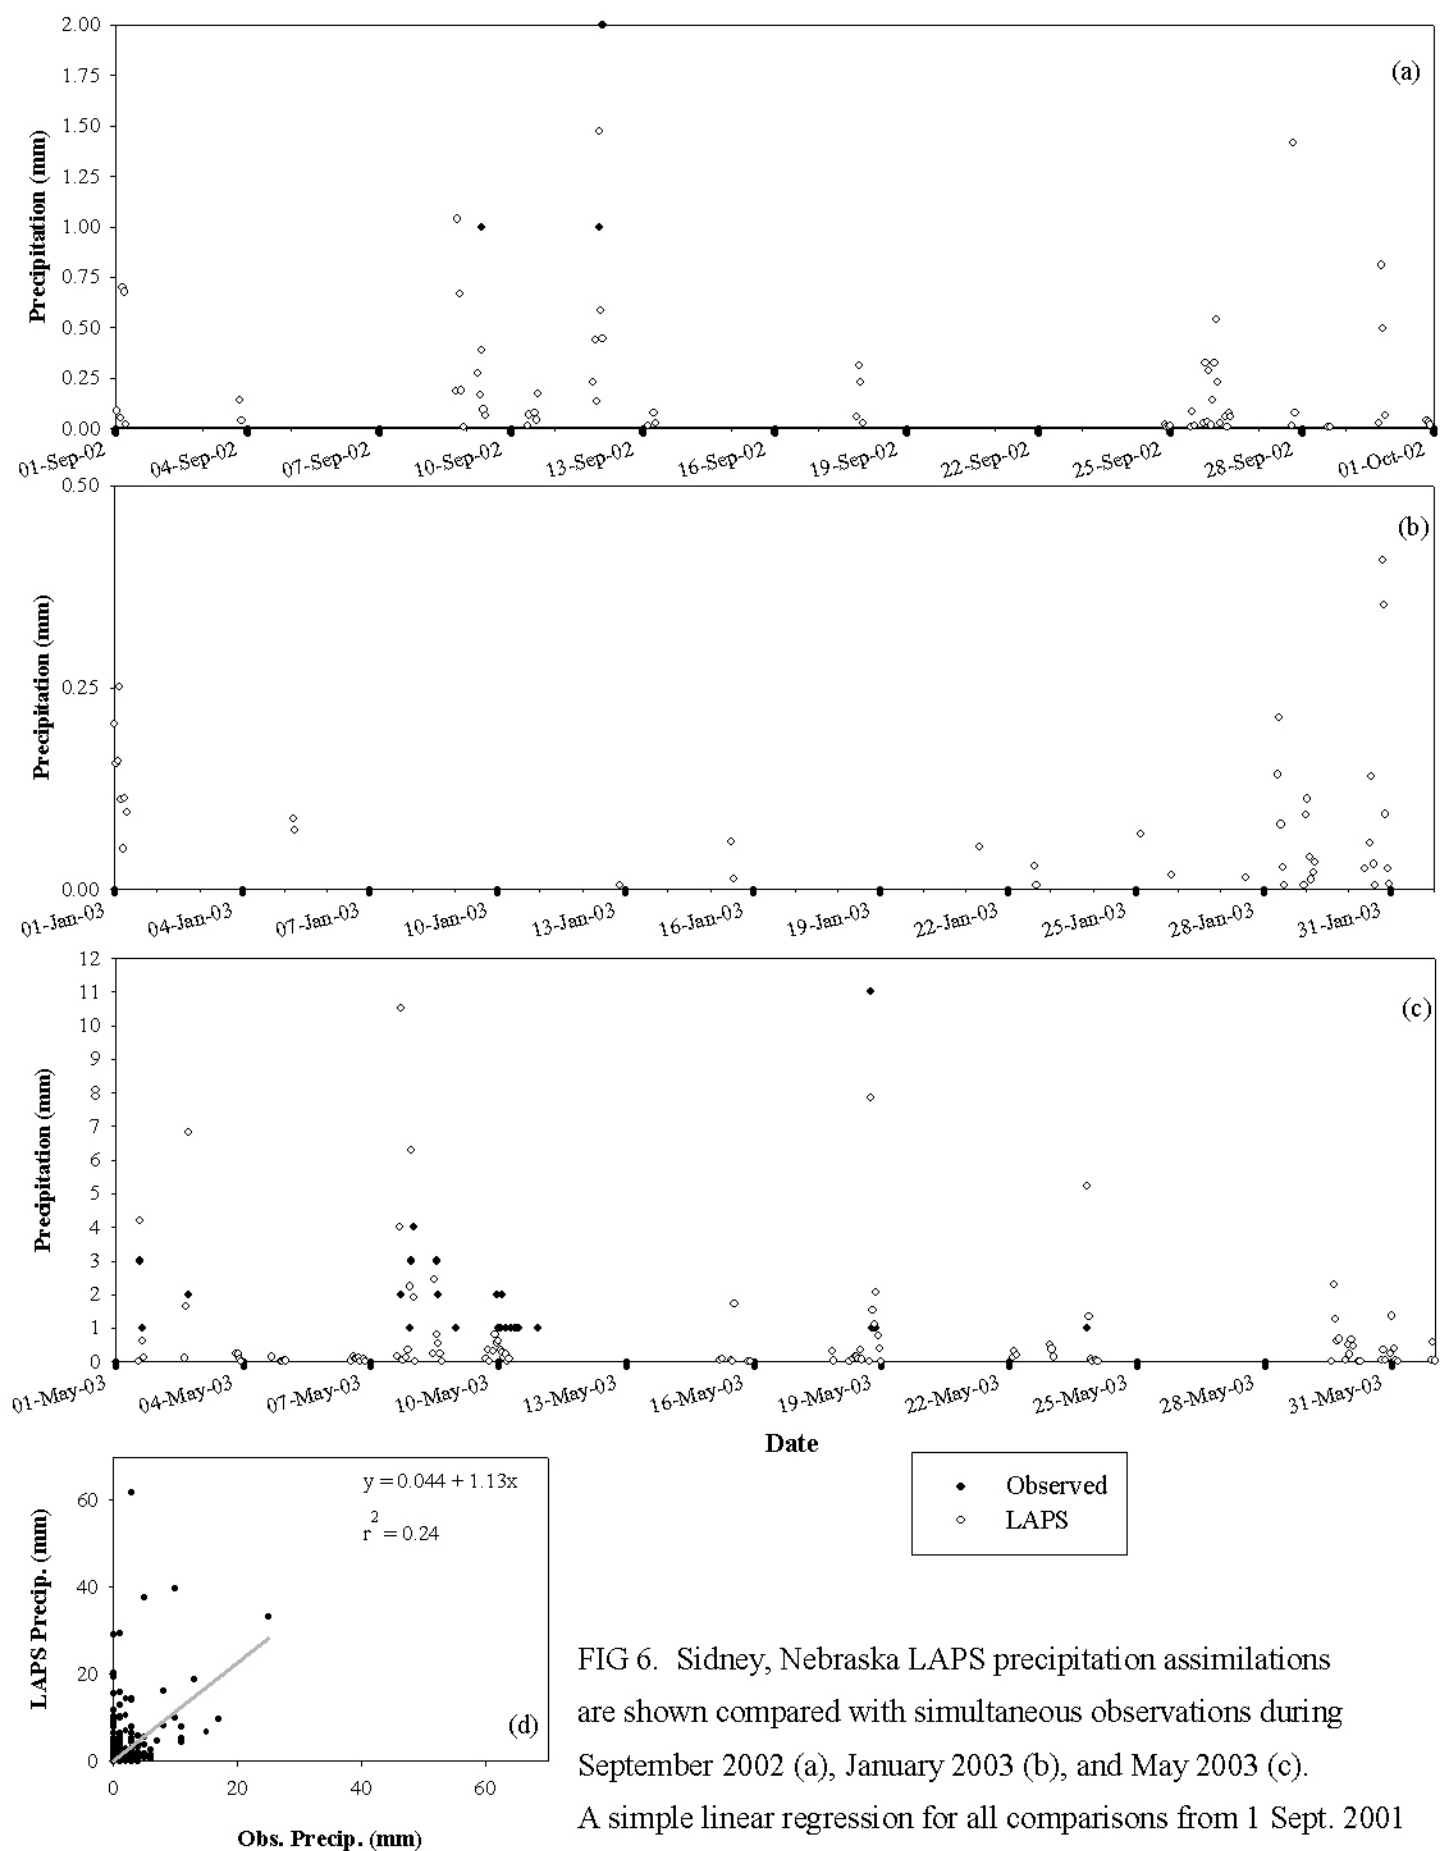 2.00
(a)
1.75
1.50
1.25
1.00
0.75
0.50
0.25
0.00
Precipitation (mm)
01-Sep-02 04-Sep-02 07-Sep-02 10-Sep-02 13-Sep-02 16-Sep-02 19-Sep-02 22-Sep-02 25-Sep-02 28-Sep-02 01-Oct-02
0.50
(b)
0.25
0.00
Precipitation (mm)
01-Jan-03 04-Jan-03 07-Jan-03 10-Jan-03 13-Jan-03 16-Jan-03 19-Jan-03 22-Jan-03 25-Jan-03 28-Jan-03 31-Jan-03
12
11
(c)
10
9
8
7
6
5
4
3
2
1
0
Precipitation (mm)
01-May-03 04-May-03 07-May-03 10-May-03 13-May-03 16-May-03 19-May-03 22-May-03 25-May-03 28-May-03 31-May-03
Date
y = 0.044 + 1.13x
r2 = 0.24
60
40
20
0
LAPS Precip. (mm)
(d)
0 20 40 60
Obs. Precip. (mm)
Observed
LAPS
FIG 6. Sidney, Nebraska LAPS precipitation assimilations
are shown compared with simultaneous observations during
September 2002 (a), January 2003 (b), and May 2003 (c).
A simple linear regression for all comparisons from 1 Sept. 2001